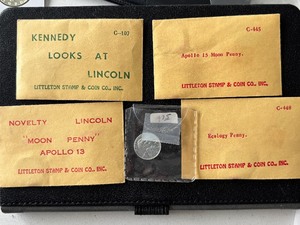 C-103
KENNEDY
LOOKS AT
LINCOLN
LITTLETON STAMP & COIN CO., INC.
C-445
Apollo 13 Moon Penny.
LITTLETON STAMP & COIN CO., INC.
NOVELTY LINCOLN
"MOON PENNY"
APOLLO 13
LITTLETON STAMP & COIN CO., INC.
C-440
Ecology Penny.
LITTLETON STAMP & COIN CO., INC.